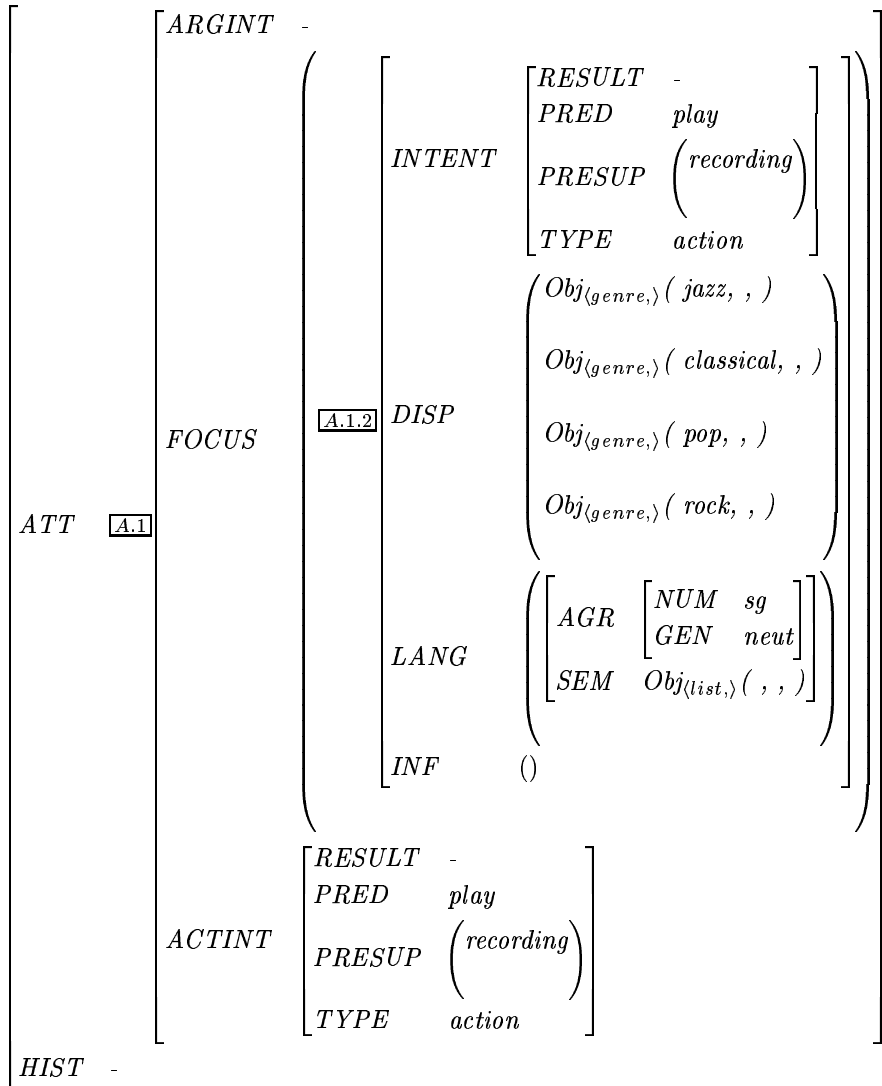 ARGINT -
RESULT -
PRED play
INTENT PRESUP (recording)
TYPE action
Obj⟨genre,⟩( jazz, , )
Obj⟨genre,⟩( classical, , )
FOCUS A.1.2 DISP
Obj⟨genre,⟩( pop, , )
Obj⟨genre,⟩( rock, , )
ATT A.1
AGR NUM sg
GEN neut
LANG
SEM Obj⟨list,⟩( , , )
INF ()
RESULT -
PRED play
ACTINT PRESUP (recording)
TYPE action
HIST -